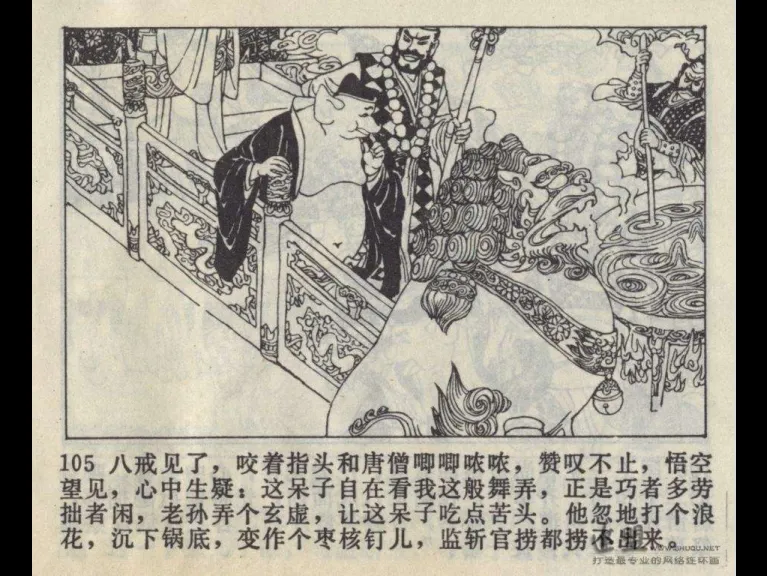 105 八戒见了，咬着指头和唐僧唧唧哝哝，赞叹不止，悟空
望见，心中生疑：这呆子自在看我这般舞弄，正是巧者多劳
拙者闲，老孙弄个玄虚，让这呆子吃点苦头。他忽地打个浪
花，沉下锅底，变作个枣核钉儿，监斩官捞都捞不出来。
打造最专业的网络连环画